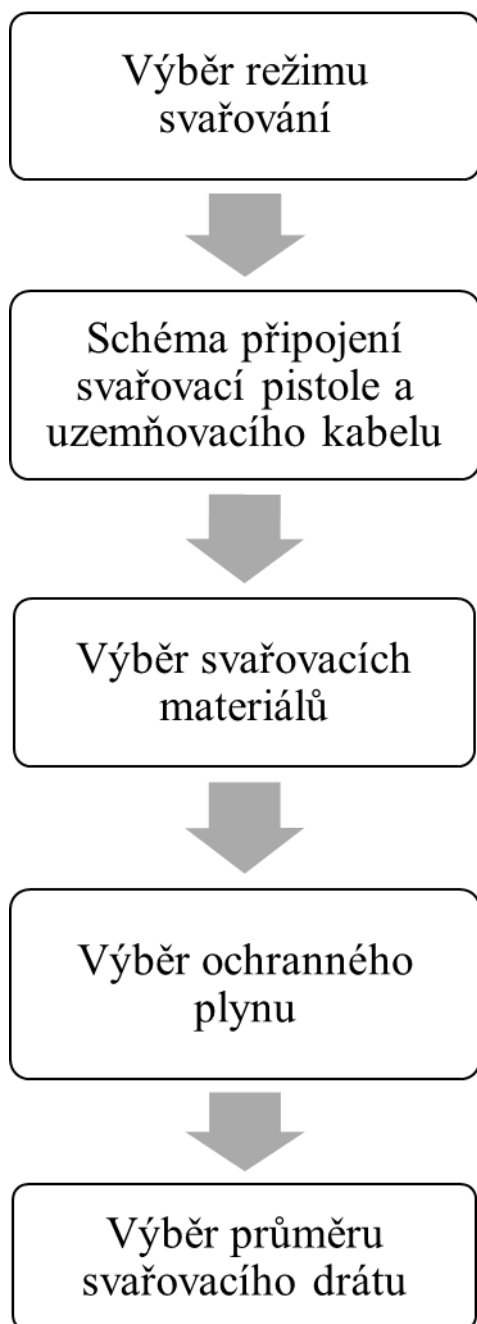 Výběr režimu
svařování
Schéma připojení
svařovací pistole a
uzemňovacího kabelu
Výběr svařovacích
materiálů
Výběr ochranného
plynu
Výběr průměru
svařovacího drátu